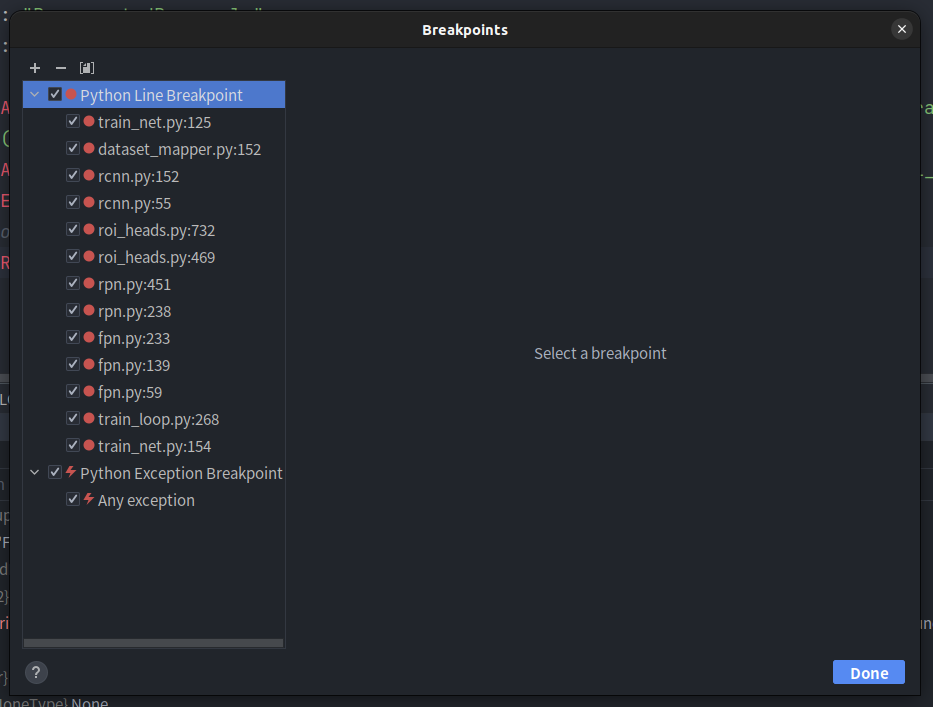 Breakpoints
Python Line Breakpoint
train_net.py:125
dataset_mapper.py:152
rcnn.py:152
rcnn.py:55
roi_heads.py:732
roi_heads.py:469
rpn.py:451
rpn.py:238
fpn.py:233
fpn.py:139
fpn.py:59
train_loop.py:268
train_net.py:154
Python Exception Breakpoint
Any exception
Select a breakpoint
?
Done
None